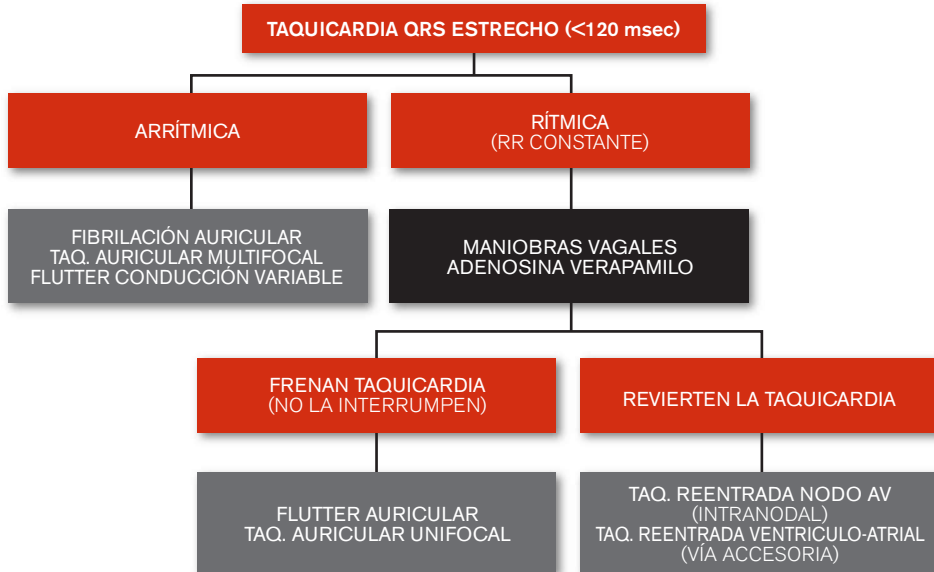 TAQUICARDIA QRS ESTRECHO (<120 msec)
ARRÍTMICA
RÍTMICA
(RR CONSTANTE)
FIBRILACIÓN AURICULAR
TAQ. AURICULAR MULTIFOCAL
FLUTTER CONDUCCIÓN VARIABLE
MANIOBRAS VAGALES
ADENOSINA VERAPAMILO
FRENAN TAQUICARDIA
(NO LA INTERRUMPEN)
REVIERTEN LA TAQUICARDIA
FLUTTER AURICULAR
TAQ. AURICULAR UNIFOCAL
TAQ. REENTRADA NODO AV
(INTRANODAL)
TAQ. REENTRADA VENTRICULO-ATRIAL
(VÍA ACCESORIA)